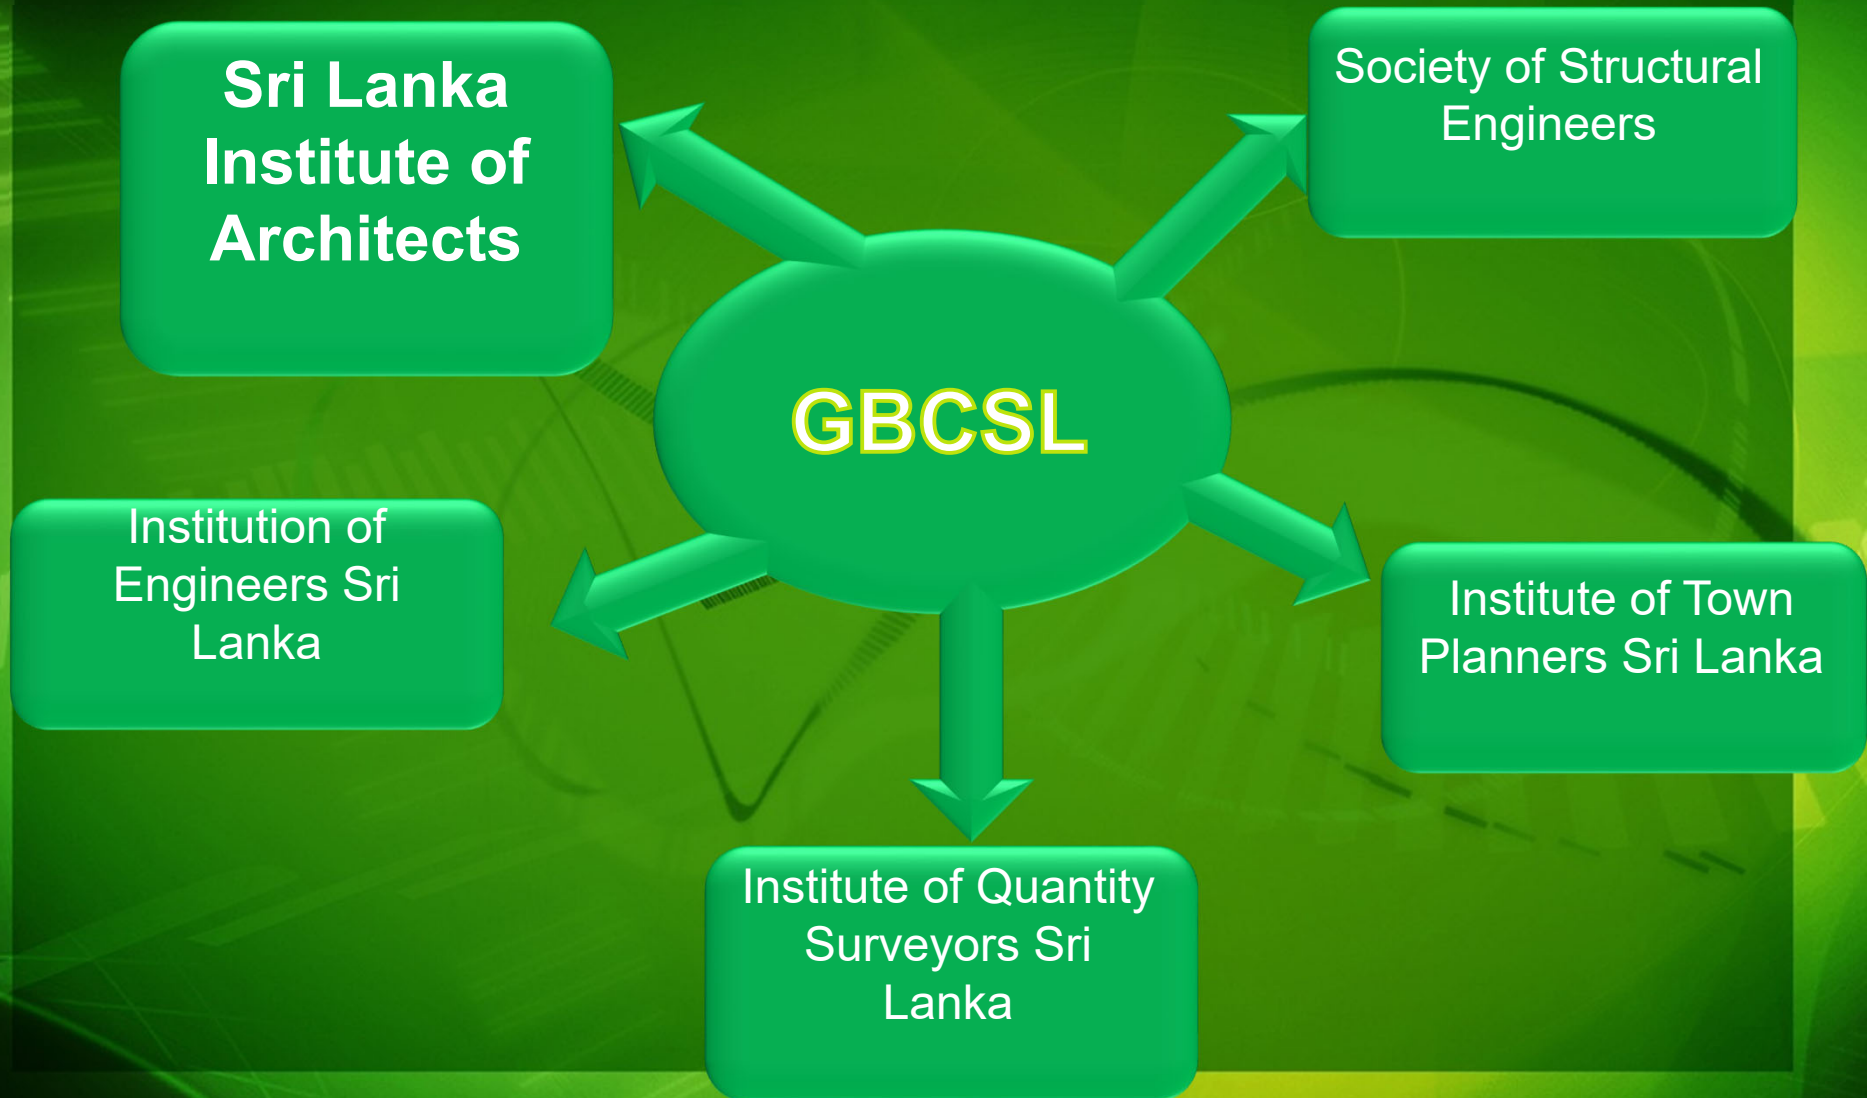 Sri Lanka
Institute of
Architects
Society of Structural
Engineers
GBCSL
Institution of
Engineers Sri
Lanka
Institute of Town
Planners Sri Lanka
Institute of Quantity
Surveyors Sri
Lanka